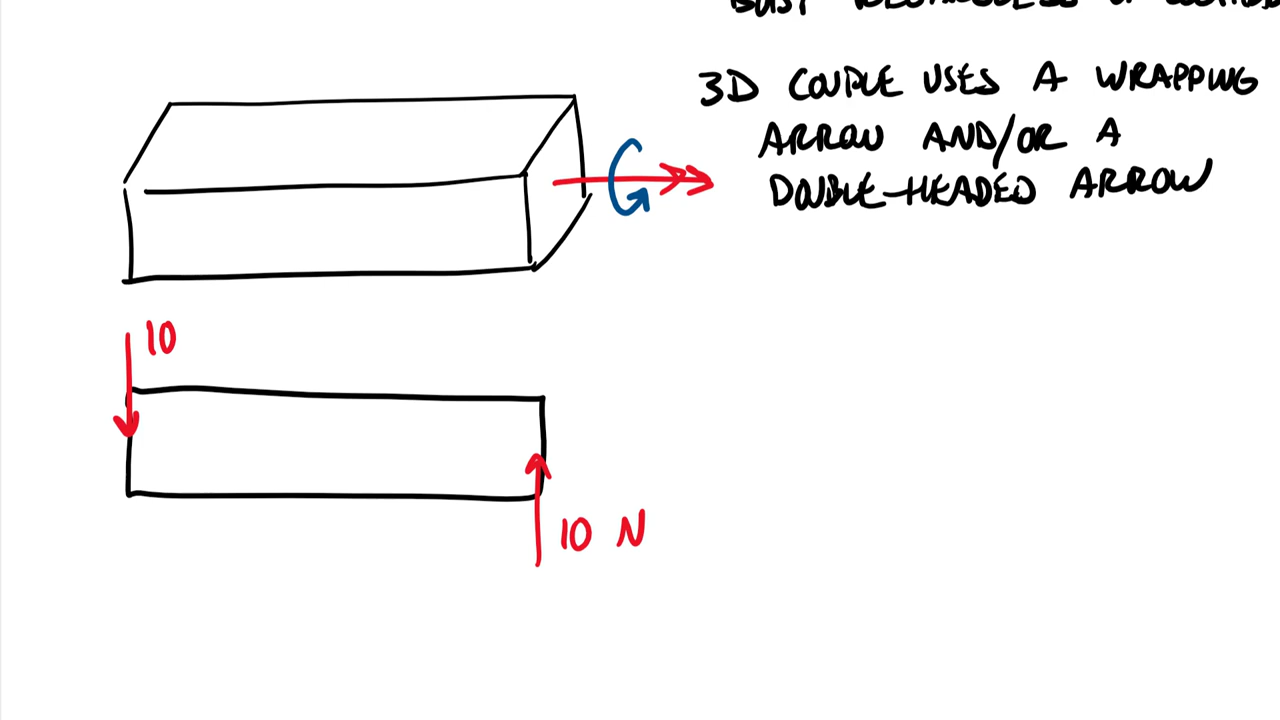 3D COUPLE USES A WRAPPING
ARROW AND/OR A
DOUBLE-HEADED ARROW
10
10 N